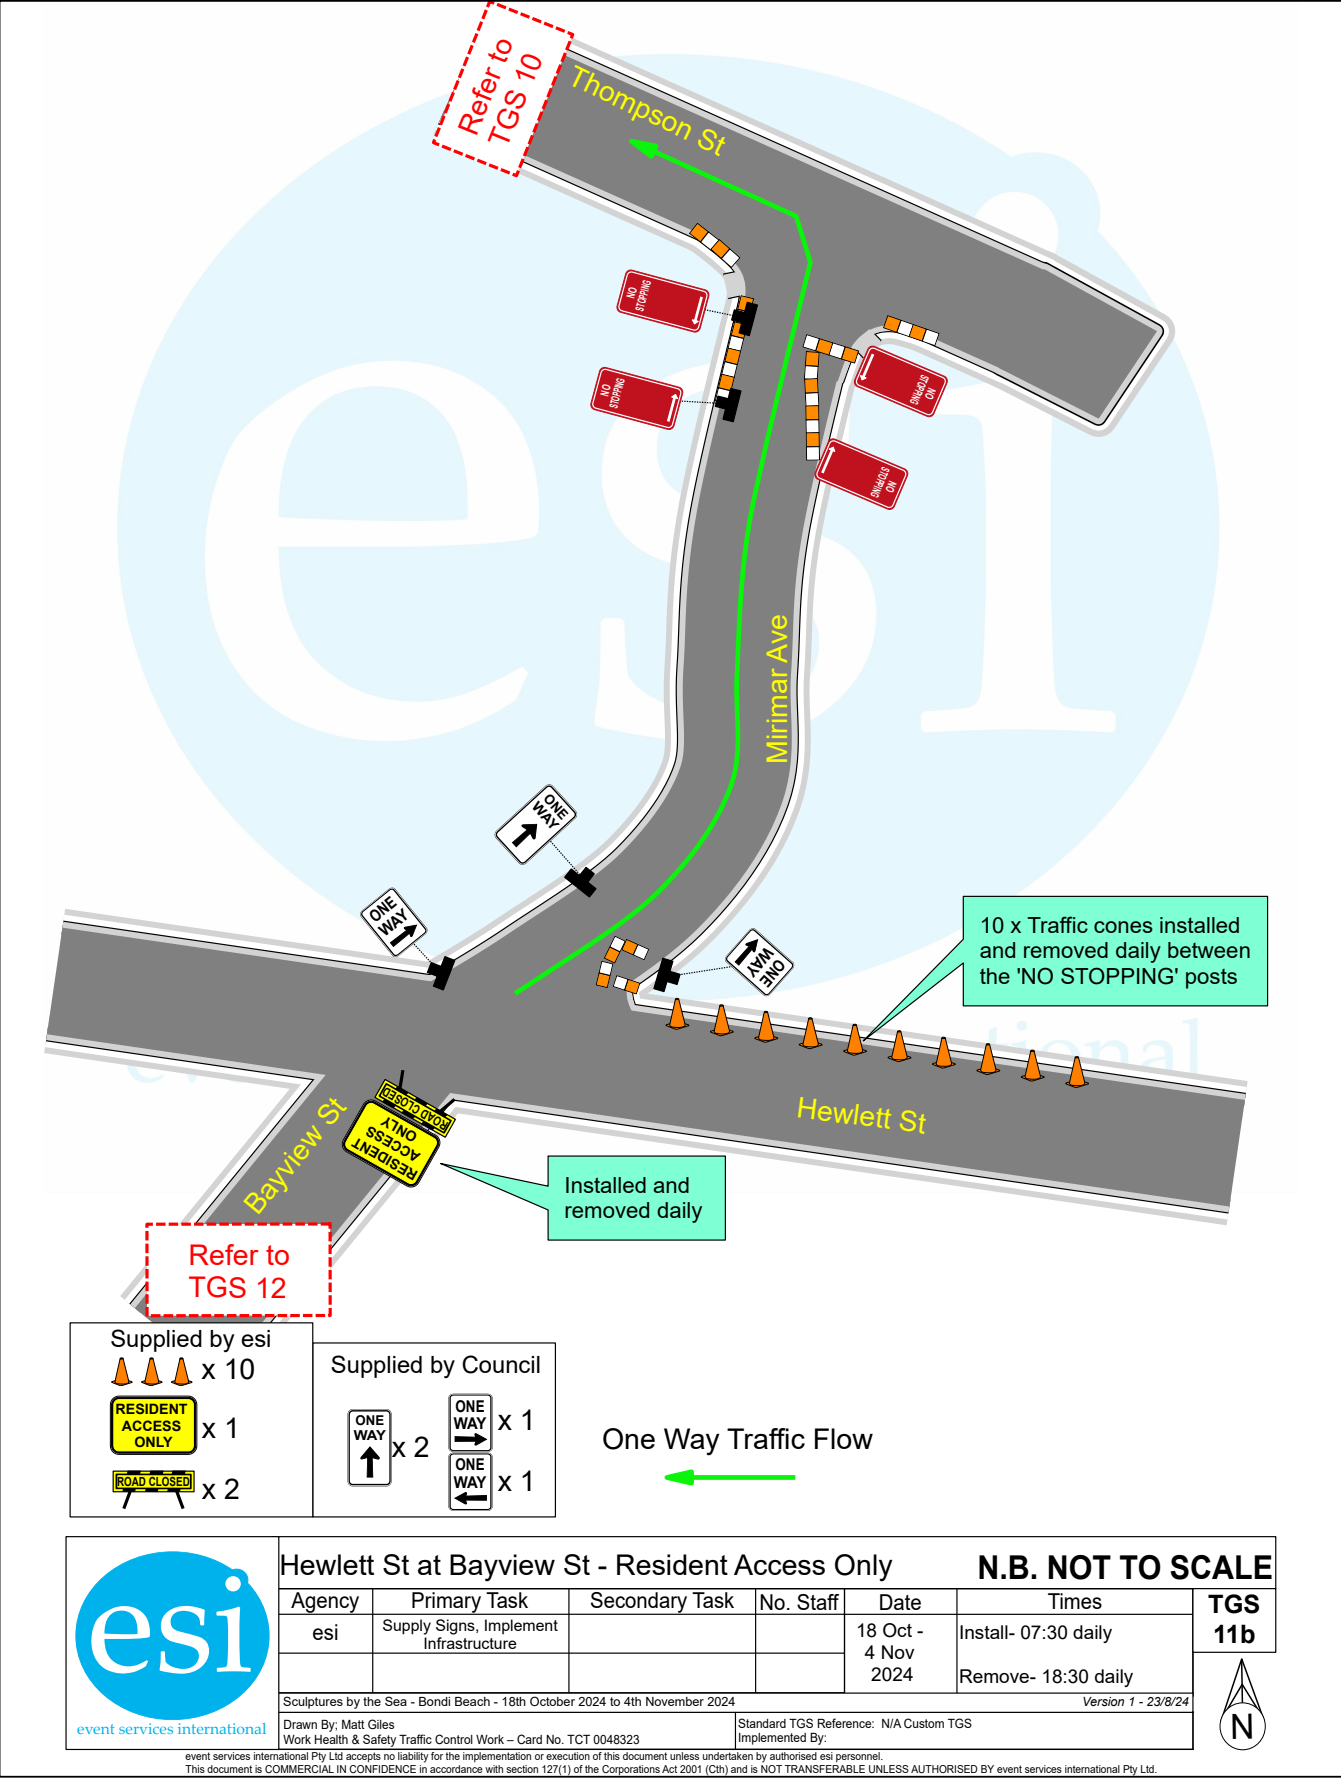 Refer to
TGS 10
Thompson St
NO
STOPPING
NO
STOPPING
NO
STOPPING
NO
STOPPING
Mirimar Ave
ONE
WAY
ONE
WAY
ONE
WAY
10 x Traffic cones installed
and removed daily between
the 'NO STOPPING' posts
ROAD CLOSED
RESIDENT
ACCESS
ONLY
Hewlett St
Bayview St
Installed and
removed daily
Refer to
TGS 12
Supplied by esi
x 10
RESIDENT
ACCESS
ONLY
x 1
ROAD CLOSED
x 2
Supplied by Council
ONE
WAY
x 2
ONE
WAY
x 1
ONE
WAY
x 1
One Way Traffic Flow
esi
event services international
Hewlett St at Bayview St - Resident Access Only
N.B. NOT TO SCALE
Agency Primary Task Secondary Task No. Staff Date Times
TGS
11b
esi
Supply Signs, Implement
Infrastructure
18 Oct -
4 Nov
2024
Install- 07:30 daily
Remove- 18:30 daily
Sculptures by the Sea - Bondi Beach - 18th October 2024 to 4th November 2024
Version 1 - 23/8/24
Drawn By; Matt Giles
Work Health & Safety Traffic Control Work – Card No. TCT 0048323
Standard TGS Reference: N/A Custom TGS
Implemented By:
N
event services international Pty Ltd accepts no liability for the implementation or execution of this document unless undertaken by authorised esi personnel.
This document is COMMERCIAL IN CONFIDENCE in accordance with section 127(1) of the Corporations Act 2001 (Cth) and is NOT TRANSFERABLE UNLESS AUTHORISED BY event services international Pty Ltd.